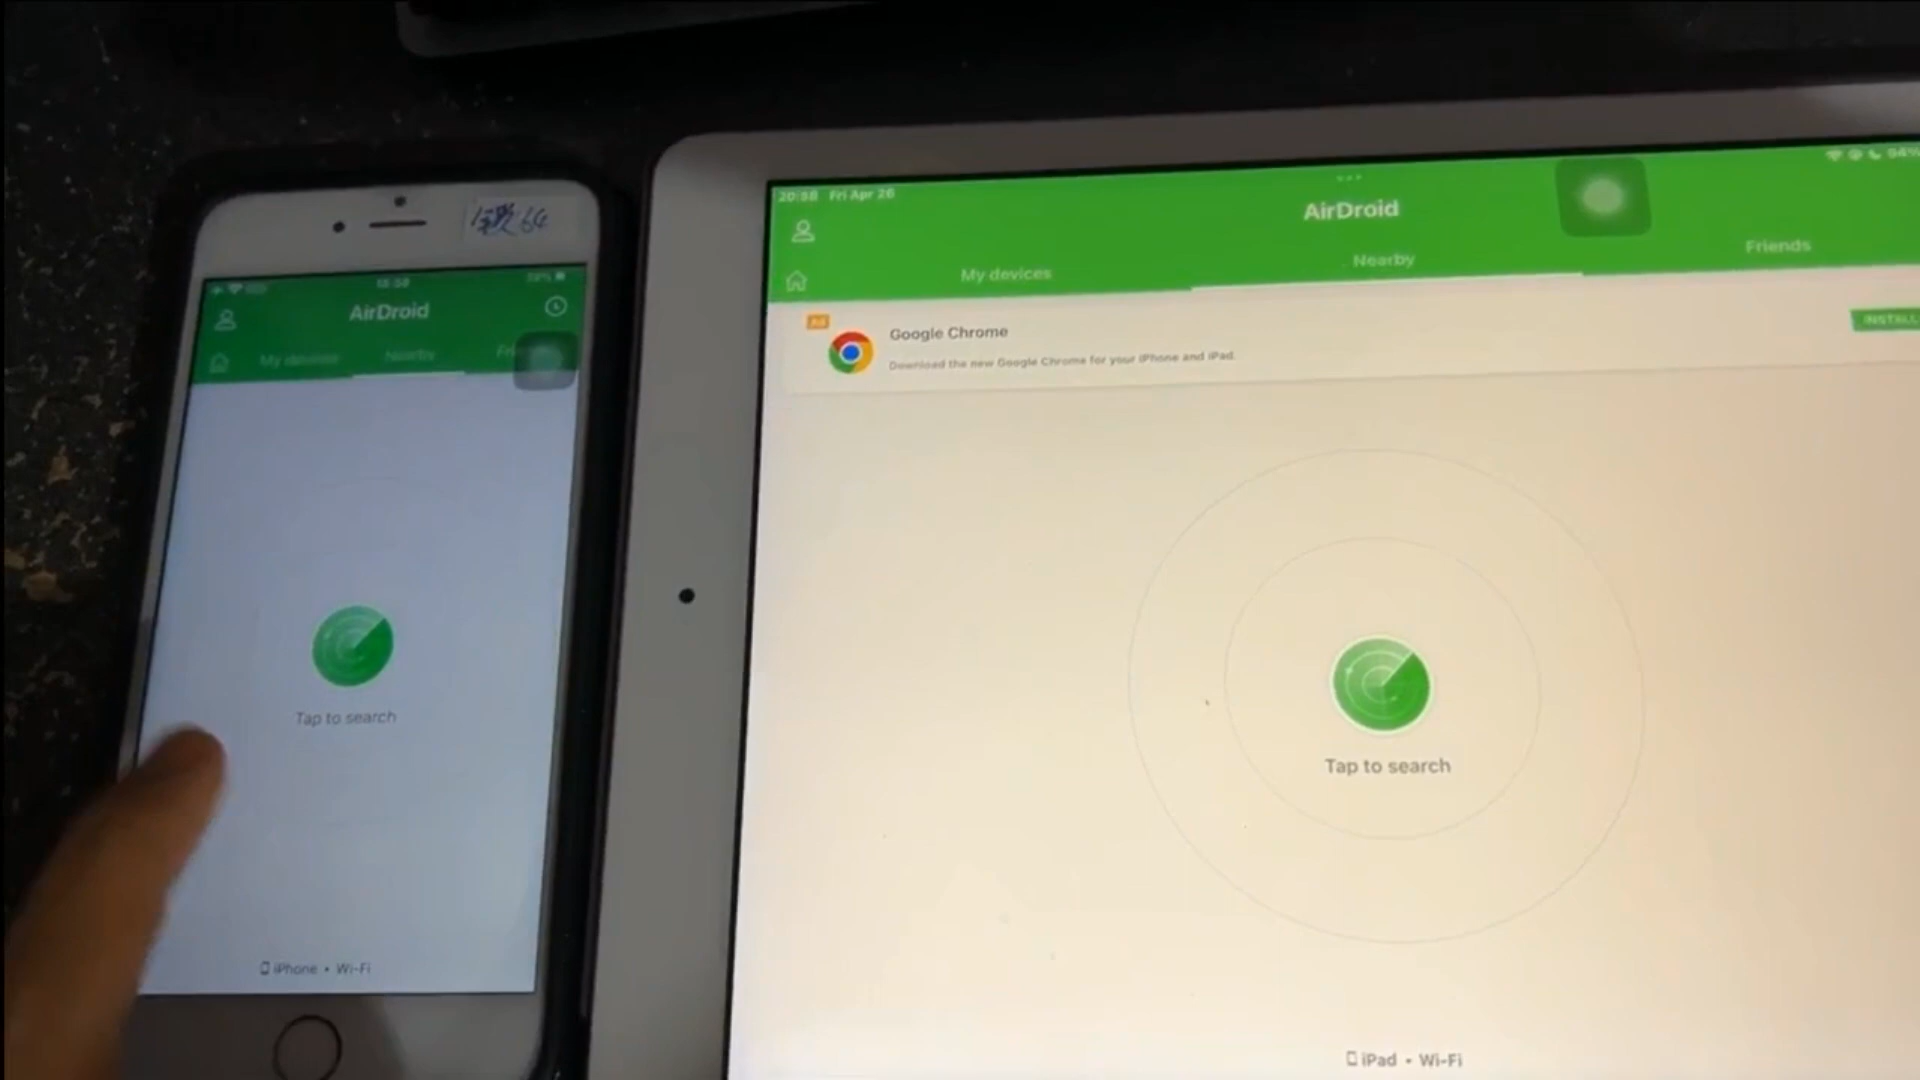 AirDroid
My devices
Nearby
Tap to search
iPhone • Wi-Fi
20:58 Fri Apr 26
94%
AirDroid
My devices
Nearby
Friends
Ad
Google Chrome
Download the new Google Chrome for your iPhone and iPad.
INSTALL
Tap to search
iPad • Wi-Fi